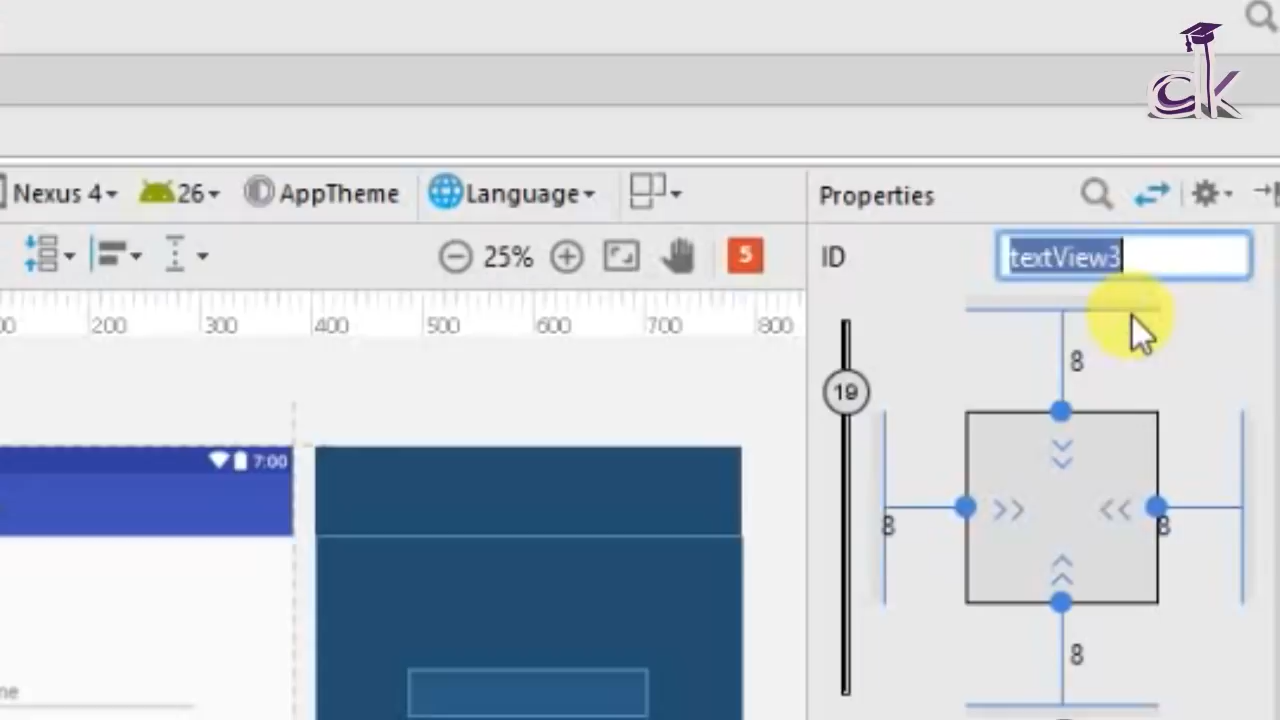 ck
Nexus 4 26 AppTheme Language Properties
25% 5 ID textView3
200 300 400 500 600 700 800
8
19
7:00
8 8
8